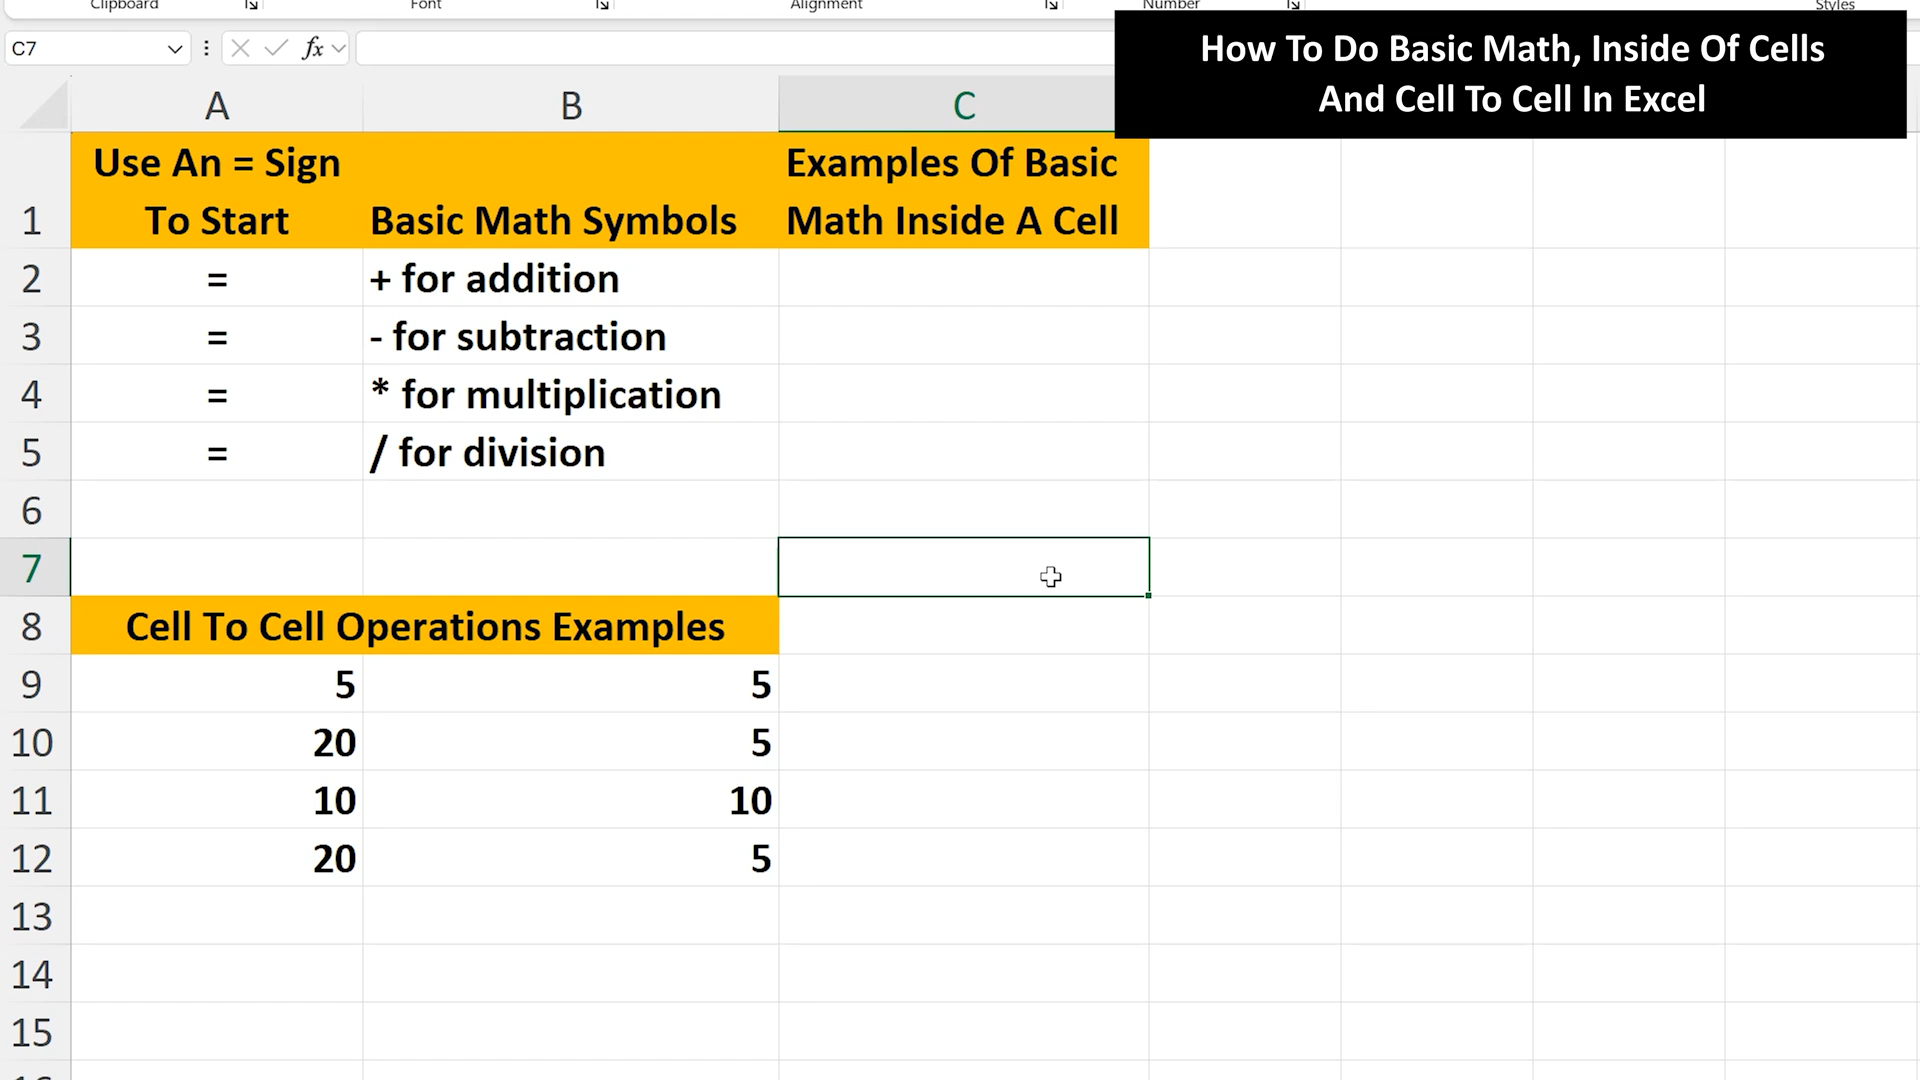 Clipboard Font Alignment Number Styles
C7 fx
How To Do Basic Math, Inside Of Cells
And Cell To Cell In Excel
A B C
Use An = Sign
To Start
Basic Math Symbols
Examples Of Basic
Math Inside A Cell
1
2 = + for addition
3 = - for subtraction
4 = * for multiplication
5 = / for division
6
7
8 Cell To Cell Operations Examples
9 5 5
10 20 5
11 10 10
12 20 5
13
14
15